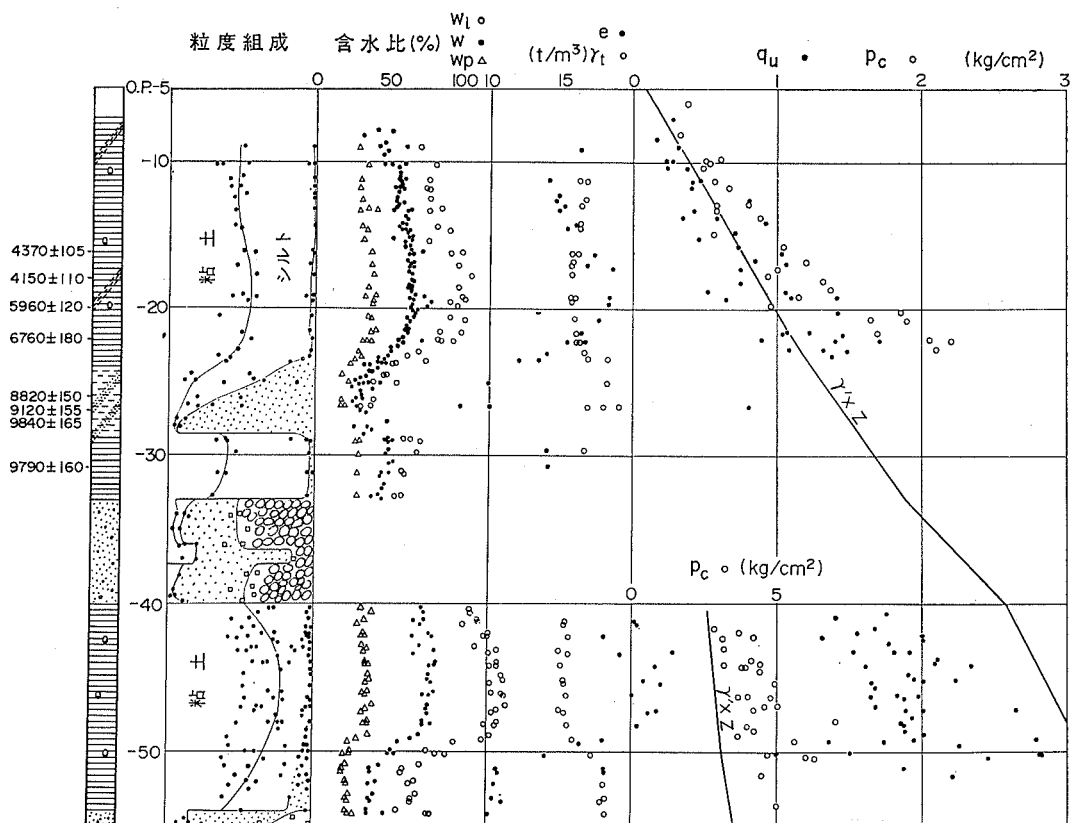 粒度組成
含水比(%)
Wl ○
W ●
Wp △
(t/m³)γt ○
e ●
qu ●
pc ○
(kg/cm²)
0 50 100 10 15 0 1 2 3
O.P.-5
-10
粘土
シルト
4370±105
4150±110
5960±120
-20
6760±180
8820±150
9120±155
9840±165
γ'×Z
-30
9790±160
pc ○ (kg/cm²)
-40
0 5
粘土
γ'×Z
-50